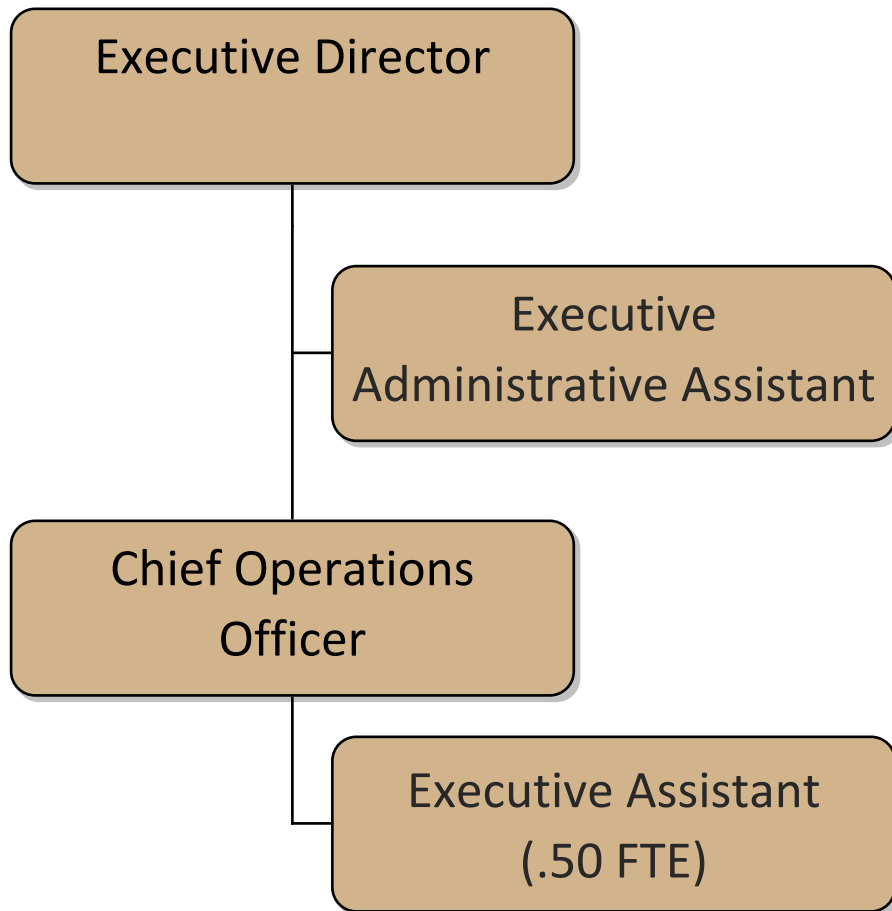 Executive Director
Executive
Administrative Assistant
Chief Operations
Officer
Executive Assistant
(.50 FTE)